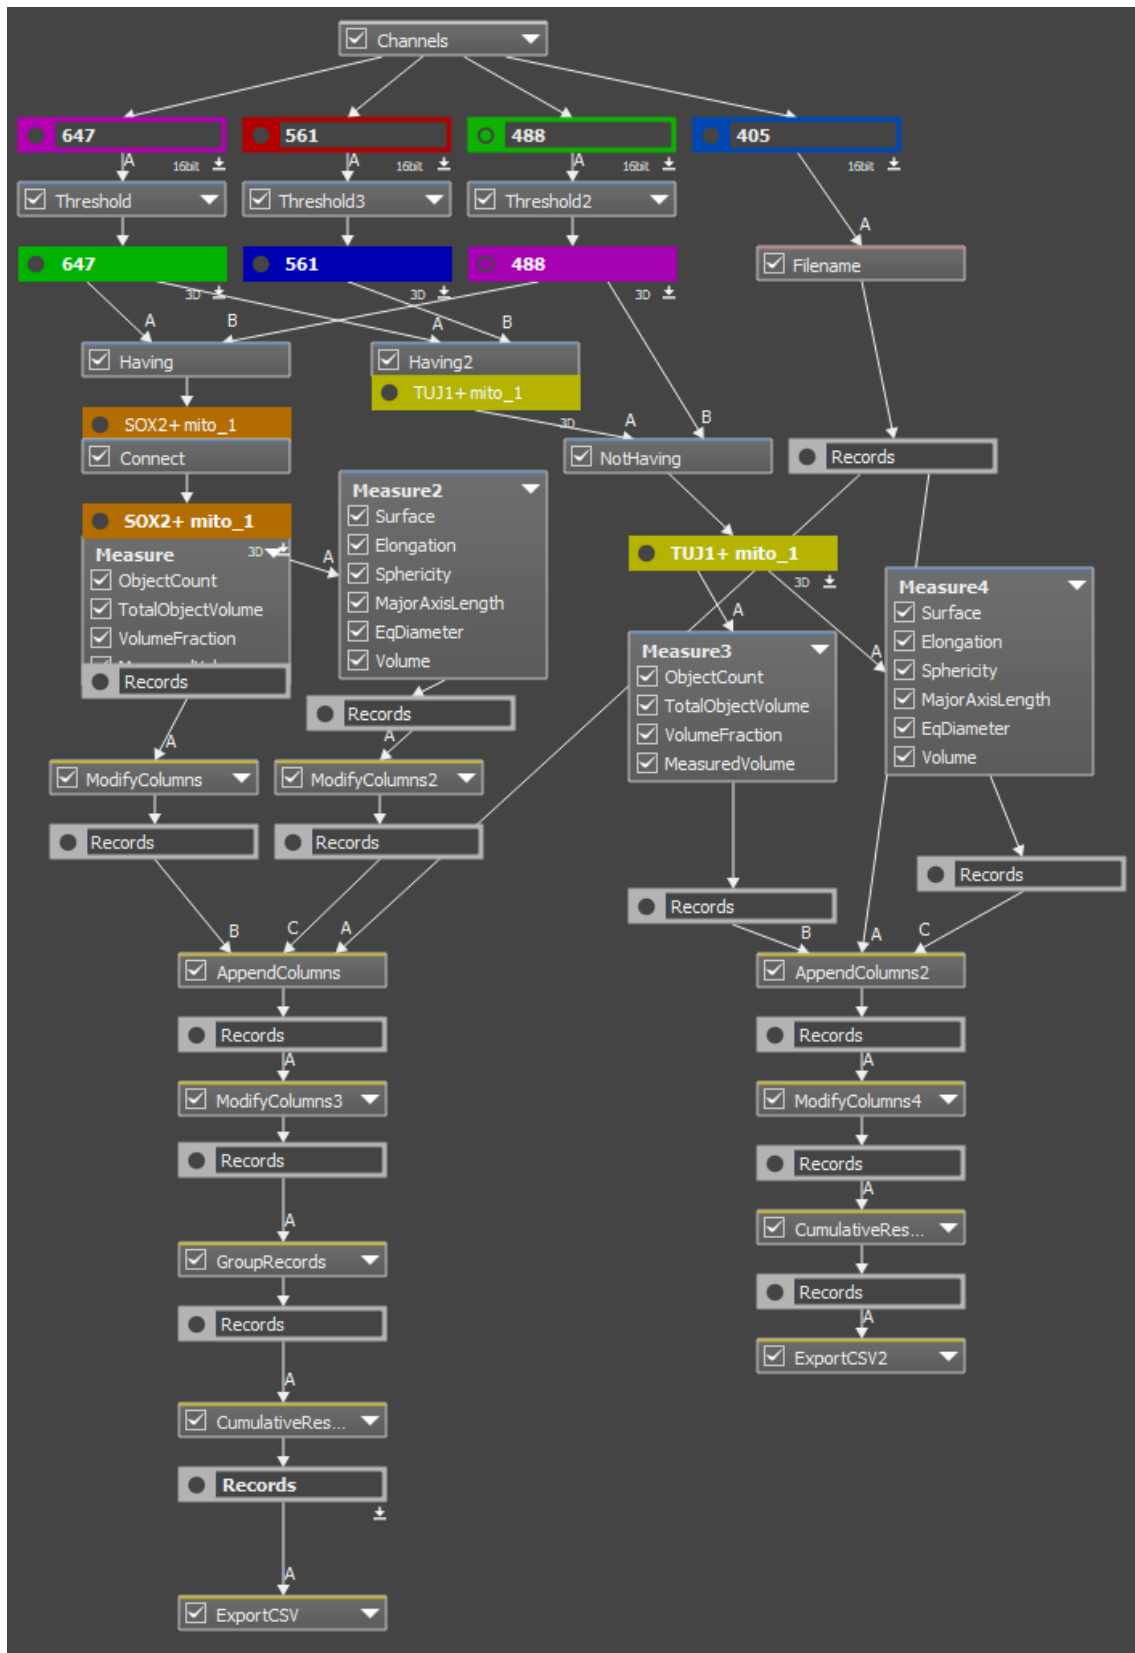 Channels
647
561
488
405
A
16bit
A
16bit
A
16bit
16bit
Threshold
Threshold3
Threshold2
A
647
561
488
Filename
3D
3D
3D
A
B
A
B
Having
Having2
TUJ1+ mito_1
SOX2+ mito_1
3D
A
B
Connect
NotHaving
Records
SOX2+ mito_1
Measure
3D
ObjectCount
TotalObjectVolume
VolumeFraction
Records
A
Measure2
Surface
Elongation
Sphericity
MajorAxisLength
EqDiameter
Volume
Records
TUJ1+ mito_1
3D
A
A
Measure3
ObjectCount
TotalObjectVolume
VolumeFraction
MeasuredVolume
Measure4
Surface
Elongation
Sphericity
MajorAxisLength
EqDiameter
Volume
A
A
ModifyColumns
ModifyColumns2
Records
Records
Records
Records
B
C
A
B
A
C
AppendColumns
AppendColumns2
Records
Records
A
A
ModifyColumns3
ModifyColumns4
Records
Records
A
A
GroupRecords
CumulativeRes...
Records
Records
A
A
CumulativeRes...
ExportCSV2
Records
A
ExportCSV